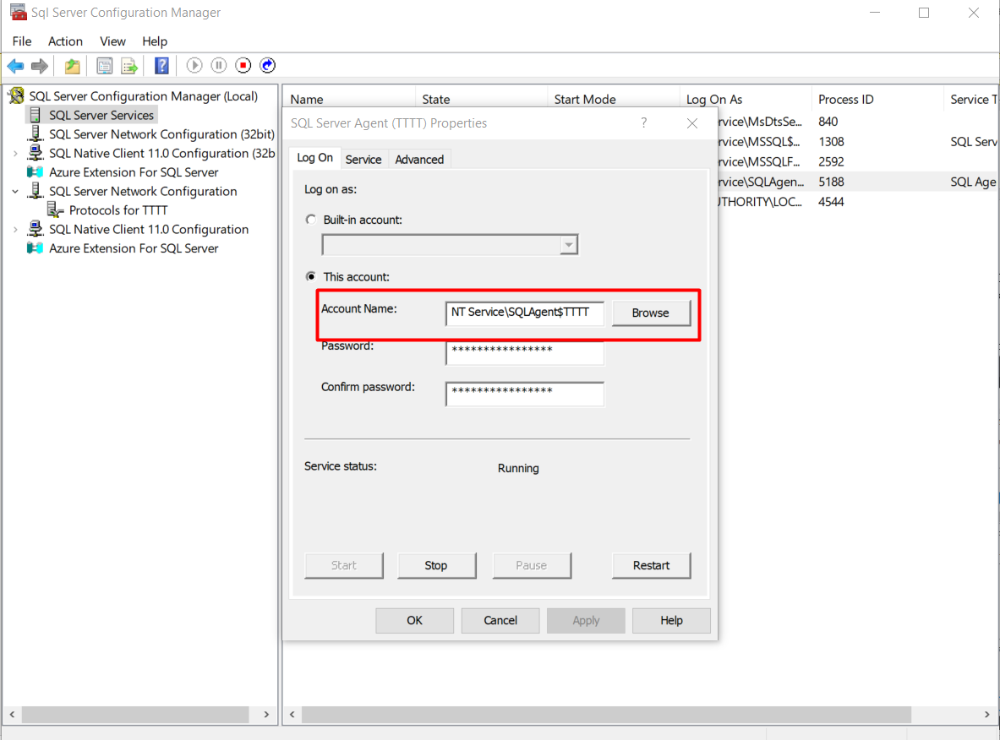 Sql Server Configuration Manager
File Action View Help
SQL Server Configuration Manager (Local)
SQL Server Services
SQL Server Network Configuration (32bit)
SQL Native Client 11.0 Configuration (32b
Azure Extension For SQL Server
SQL Server Network Configuration
Protocols for TTTT
SQL Native Client 11.0 Configuration
Azure Extension For SQL Server
Name State Start Mode Log On As Process ID Service T
rvice\MsDtsSe... 840
rvice\MSSQL$... 1308 SQL Serv
rvice\MSSQLF... 2592
rvice\SQLAgen... 5188 SQL Age
UTHORITY\LOC... 4544
SQL Server Agent (TTTT) Properties ?
Log On Service Advanced
Log on as:
Built-in account:
This account:
Account Name: NT Service\SQLAgent$TTTT Browse
Password: ****************
Confirm password: ****************
Service status: Running
Start Stop Pause Restart
OK Cancel Apply Help